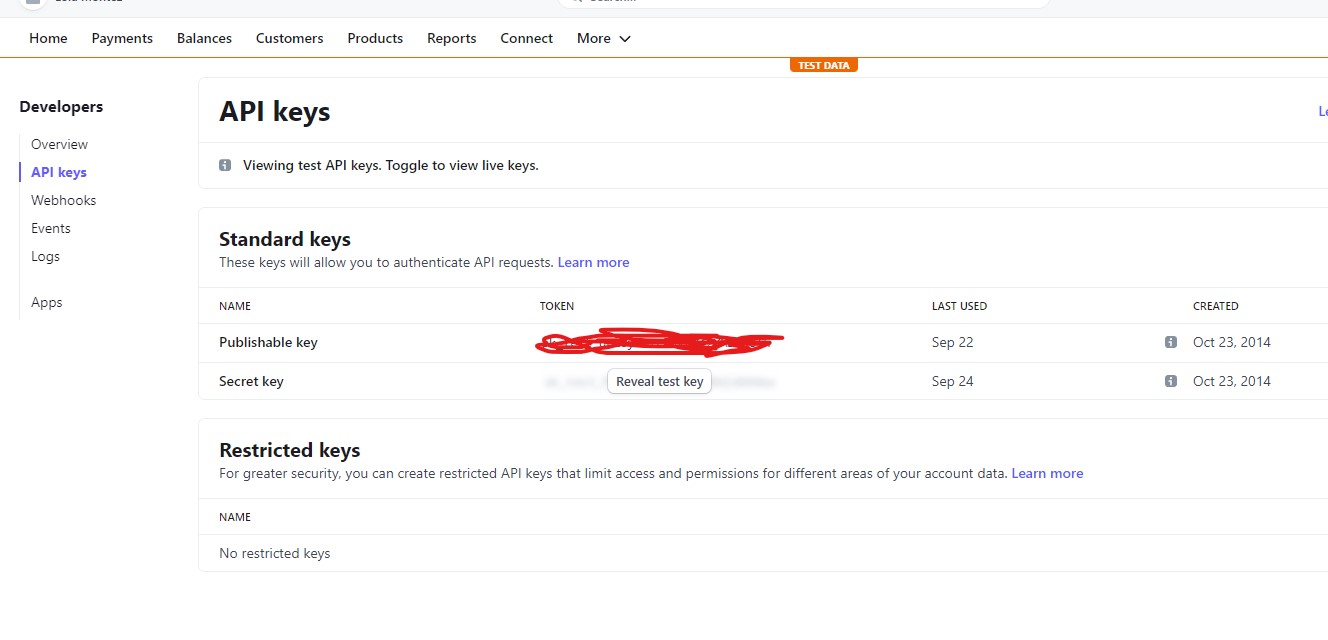 Home Payments Balances Customers Products Reports Connect More
TEST DATA
Developers
Overview
API keys
Webhooks
Events
Logs
Apps
API keys
Viewing test API keys. Toggle to view live keys.
Standard keys
These keys will allow you to authenticate API requests. Learn more
NAME TOKEN LAST USED CREATED
Publishable key Sep 22 Oct 23, 2014
Secret key Reveal test key Sep 24 Oct 23, 2014
Restricted keys
For greater security, you can create restricted API keys that limit access and permissions for different areas of your account data. Learn more
NAME
No restricted keys